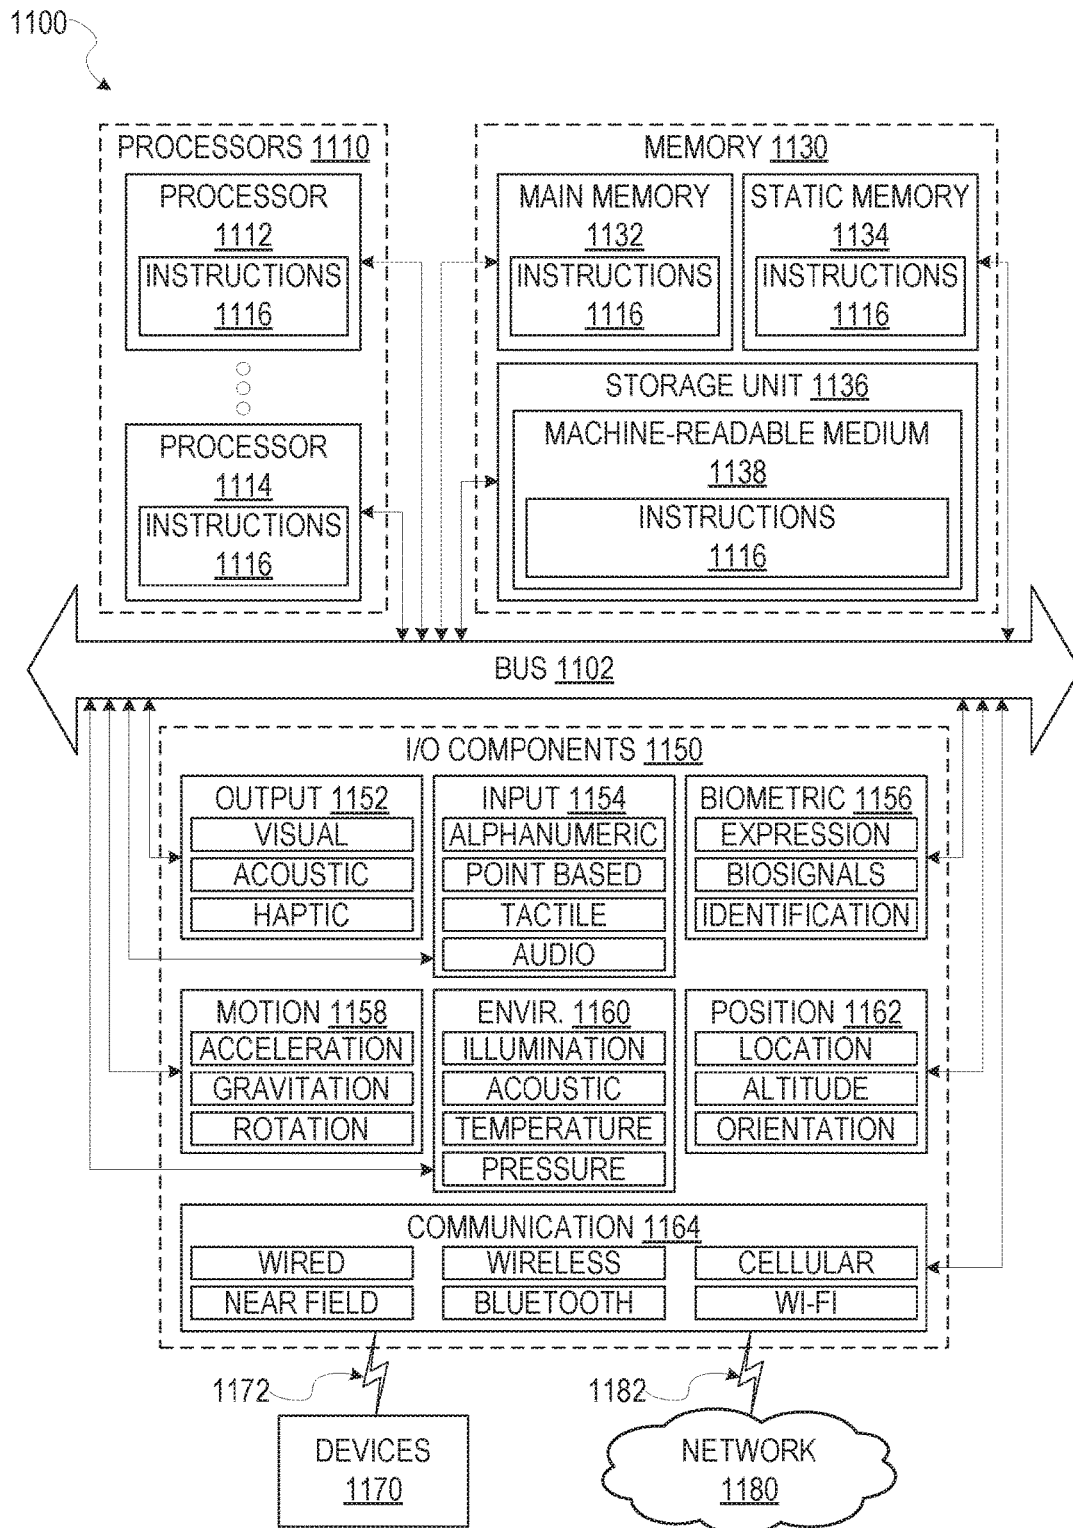 1100
PROCESSORS 1110
PROCESSOR
1112
INSTRUCTIONS
1116
PROCESSOR
1114
INSTRUCTIONS
1116
MEMORY 1130
MAIN MEMORY
1132
INSTRUCTIONS
1116
STATIC MEMORY
1134
INSTRUCTIONS
1116
STORAGE UNIT 1136
MACHINE-READABLE MEDIUM
1138
INSTRUCTIONS
1116
BUS 1102
I/O COMPONENTS 1150
OUTPUT 1152
VISUAL
ACOUSTIC
HAPTIC
INPUT 1154
ALPHANUMERIC
POINT BASED
TACTILE
AUDIO
BIOMETRIC 1156
EXPRESSION
BIOSIGNALS
IDENTIFICATION
MOTION 1158
ACCELERATION
GRAVITATION
ROTATION
ENVIR. 1160
ILLUMINATION
ACOUSTIC
TEMPERATURE
PRESSURE
POSITION 1162
LOCATION
ALTITUDE
ORIENTATION
COMMUNICATION 1164
WIRED
WIRELESS
CELLULAR
NEAR FIELD
BLUETOOTH
WI-FI
1172
1182
DEVICES
1170
NETWORK
1180